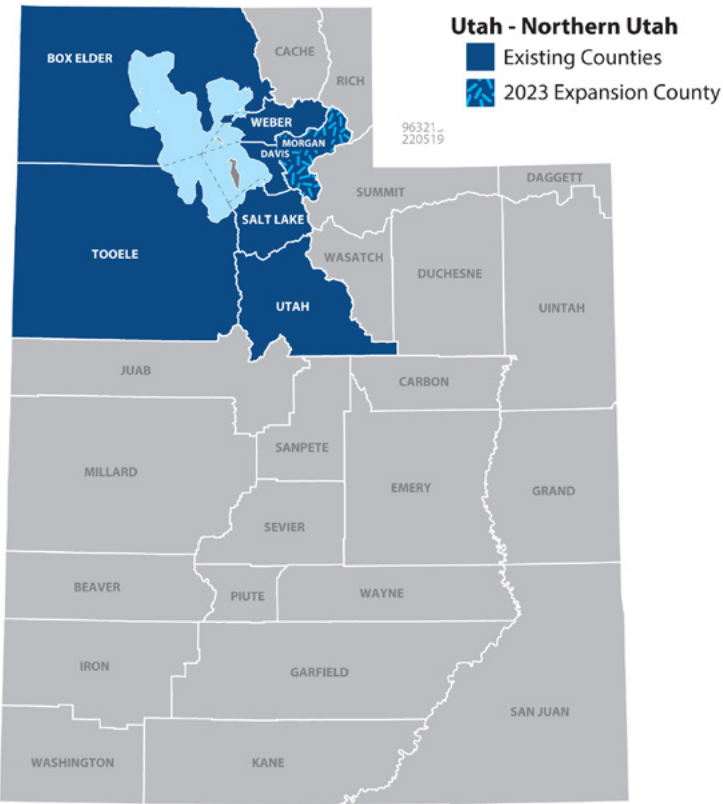 Utah - Northern Utah
Existing Counties
2023 Expansion County
220519
BOX ELDER
CACHE
RICH
WEBER
MORGAN
DAVIS
SUMMIT
DAGGETT
SALT LAKE
TOOELE
WASATCH
DUCHESNE
UINTAH
UTAH
JUAB
CARBON
SANPETE
MILLARD
EMERY
GRAND
SEVIER
BEAVER
PIUTE
WAYNE
IRON
GARFIELD
SAN JUAN
WASHINGTON
KANE